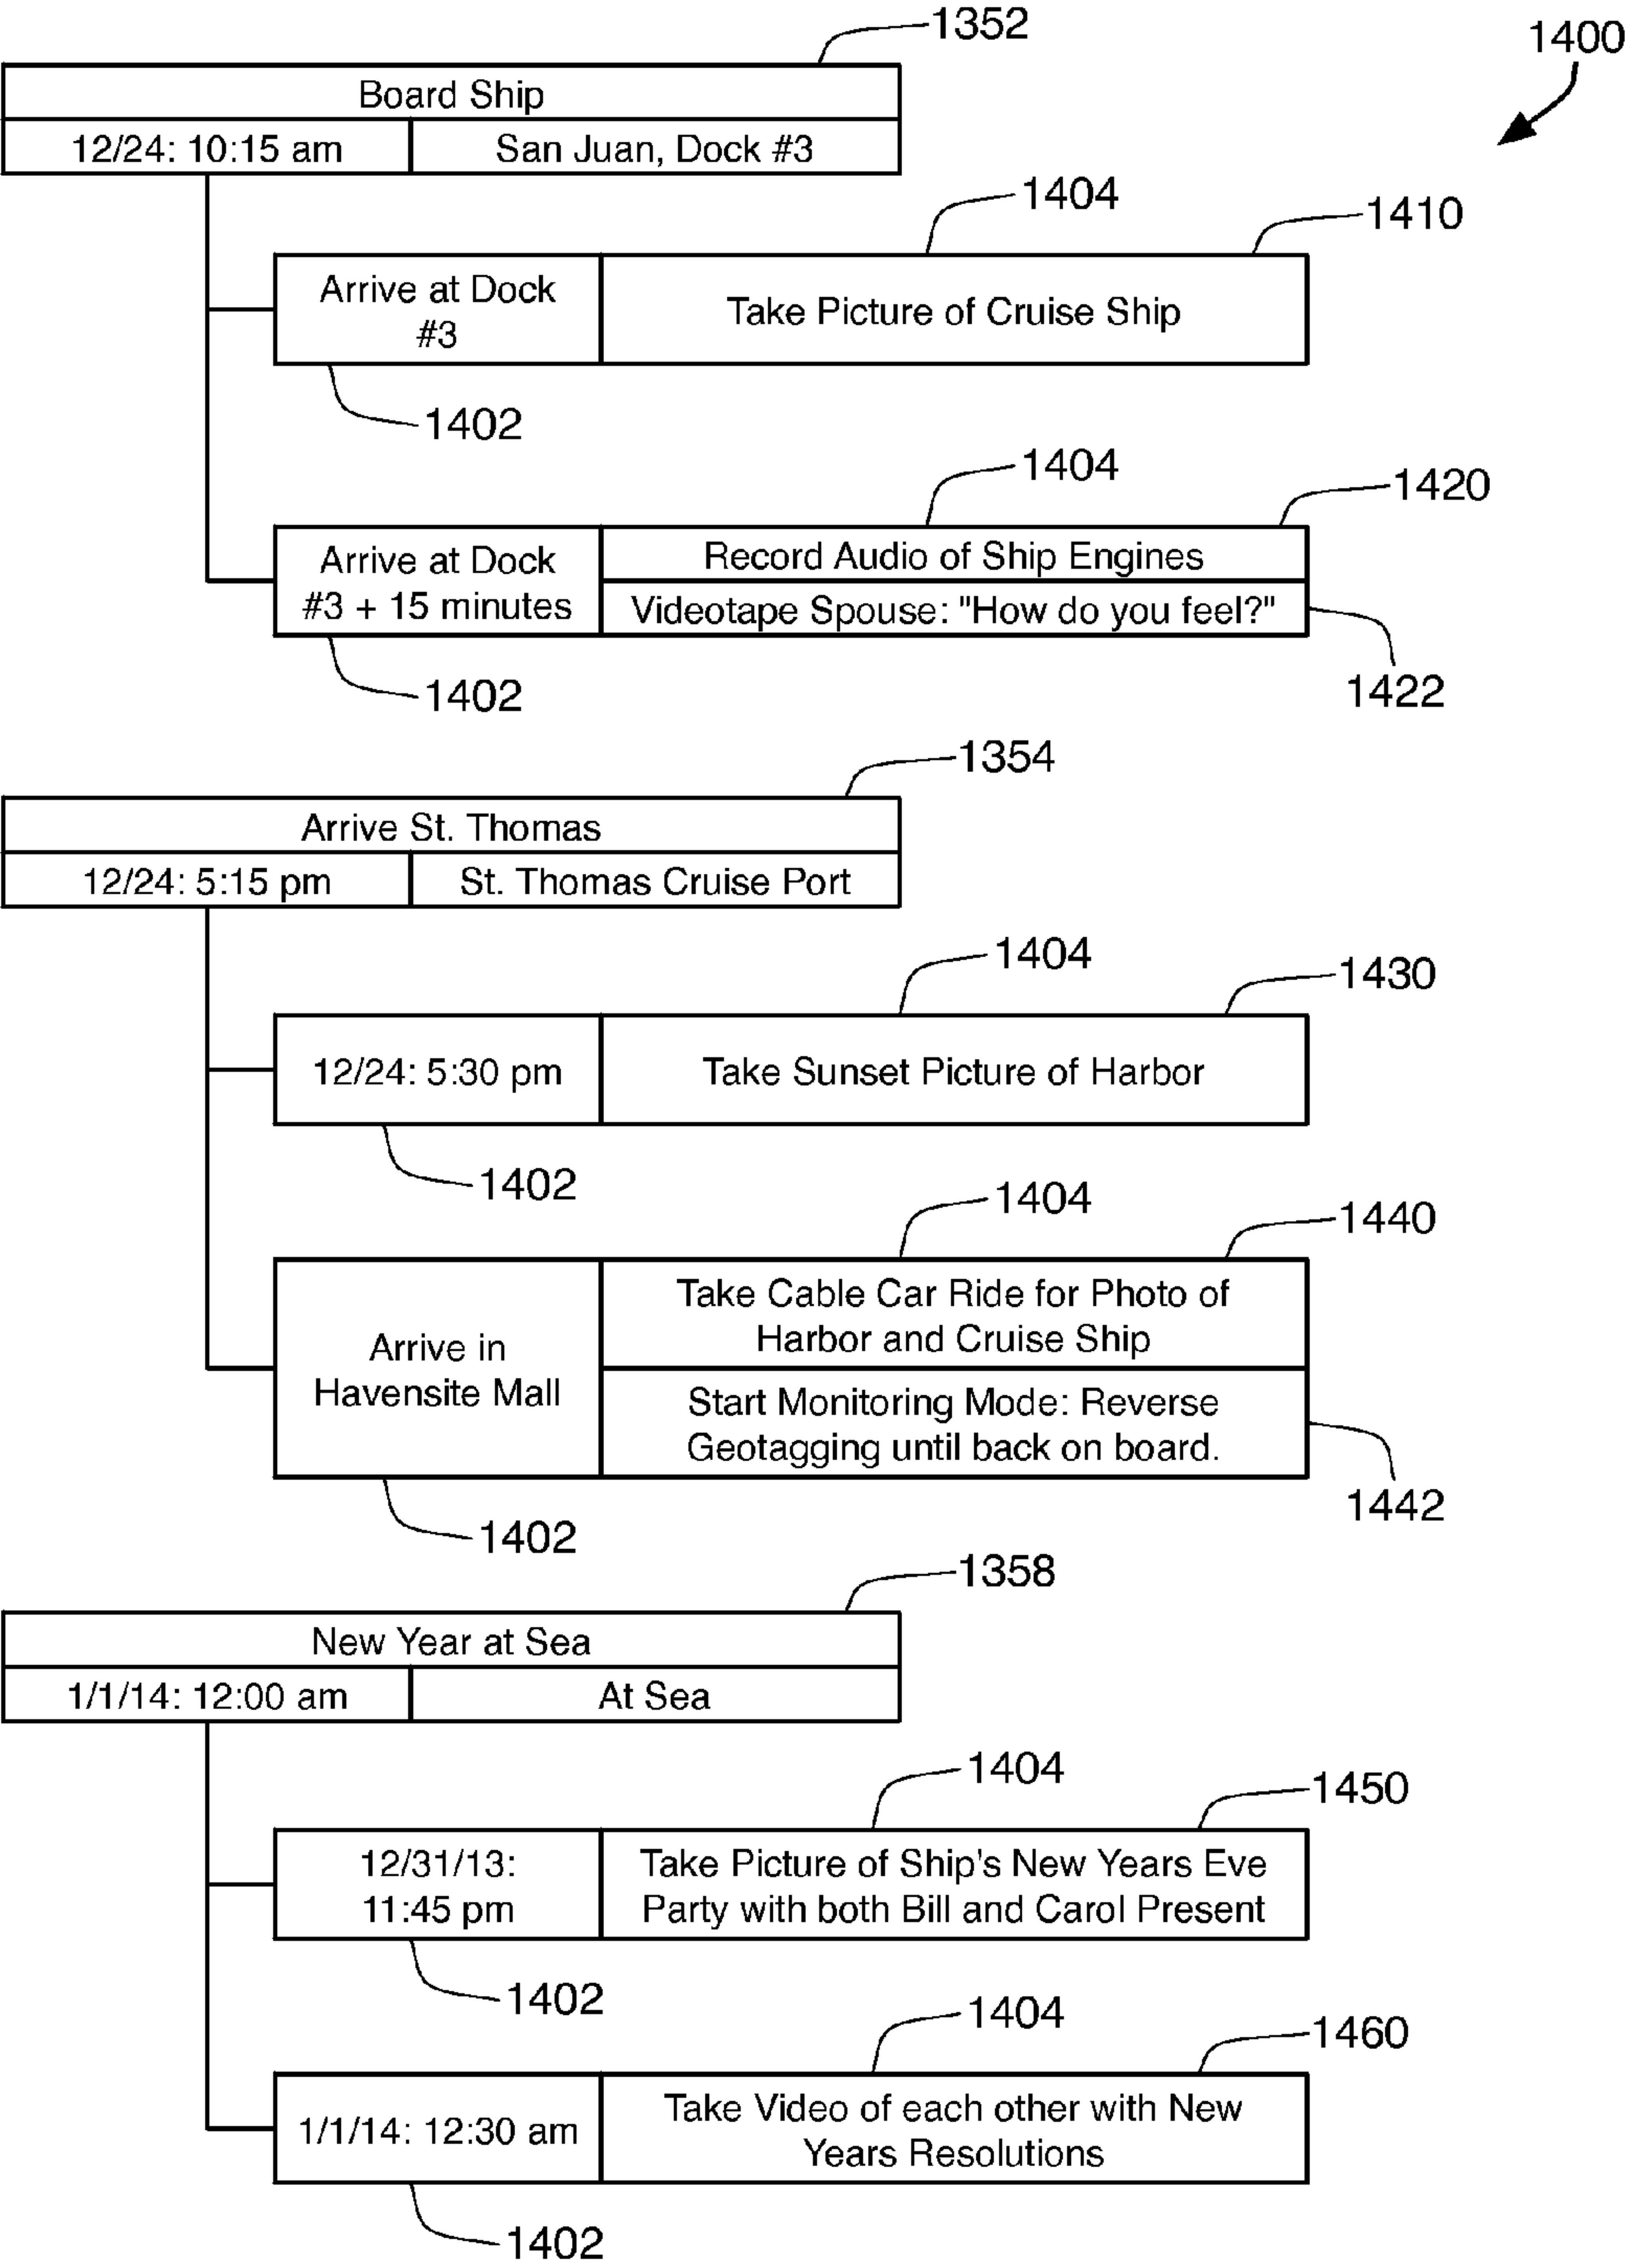 1352
1400
Board Ship
12/24: 10:15 am
San Juan, Dock #3
1404
1410
Arrive at Dock
#3
Take Picture of Cruise Ship
1402
1404
1420
Arrive at Dock
#3 + 15 minutes
Record Audio of Ship Engines
Videotape Spouse: "How do you feel?"
1402
1422
1354
Arrive St. Thomas
12/24: 5:15 pm
St. Thomas Cruise Port
1404
1430
12/24: 5:30 pm
Take Sunset Picture of Harbor
1402
1404
1440
Arrive in
Havensite Mall
Take Cable Car Ride for Photo of
Harbor and Cruise Ship
Start Monitoring Mode: Reverse
Geotagging until back on board.
1442
1402
1358
New Year at Sea
1/1/14: 12:00 am
At Sea
1404
1450
12/31/13:
11:45 pm
Take Picture of Ship's New Years Eve
Party with both Bill and Carol Present
1402
1404
1460
1/1/14: 12:30 am
Take Video of each other with New
Years Resolutions
1402